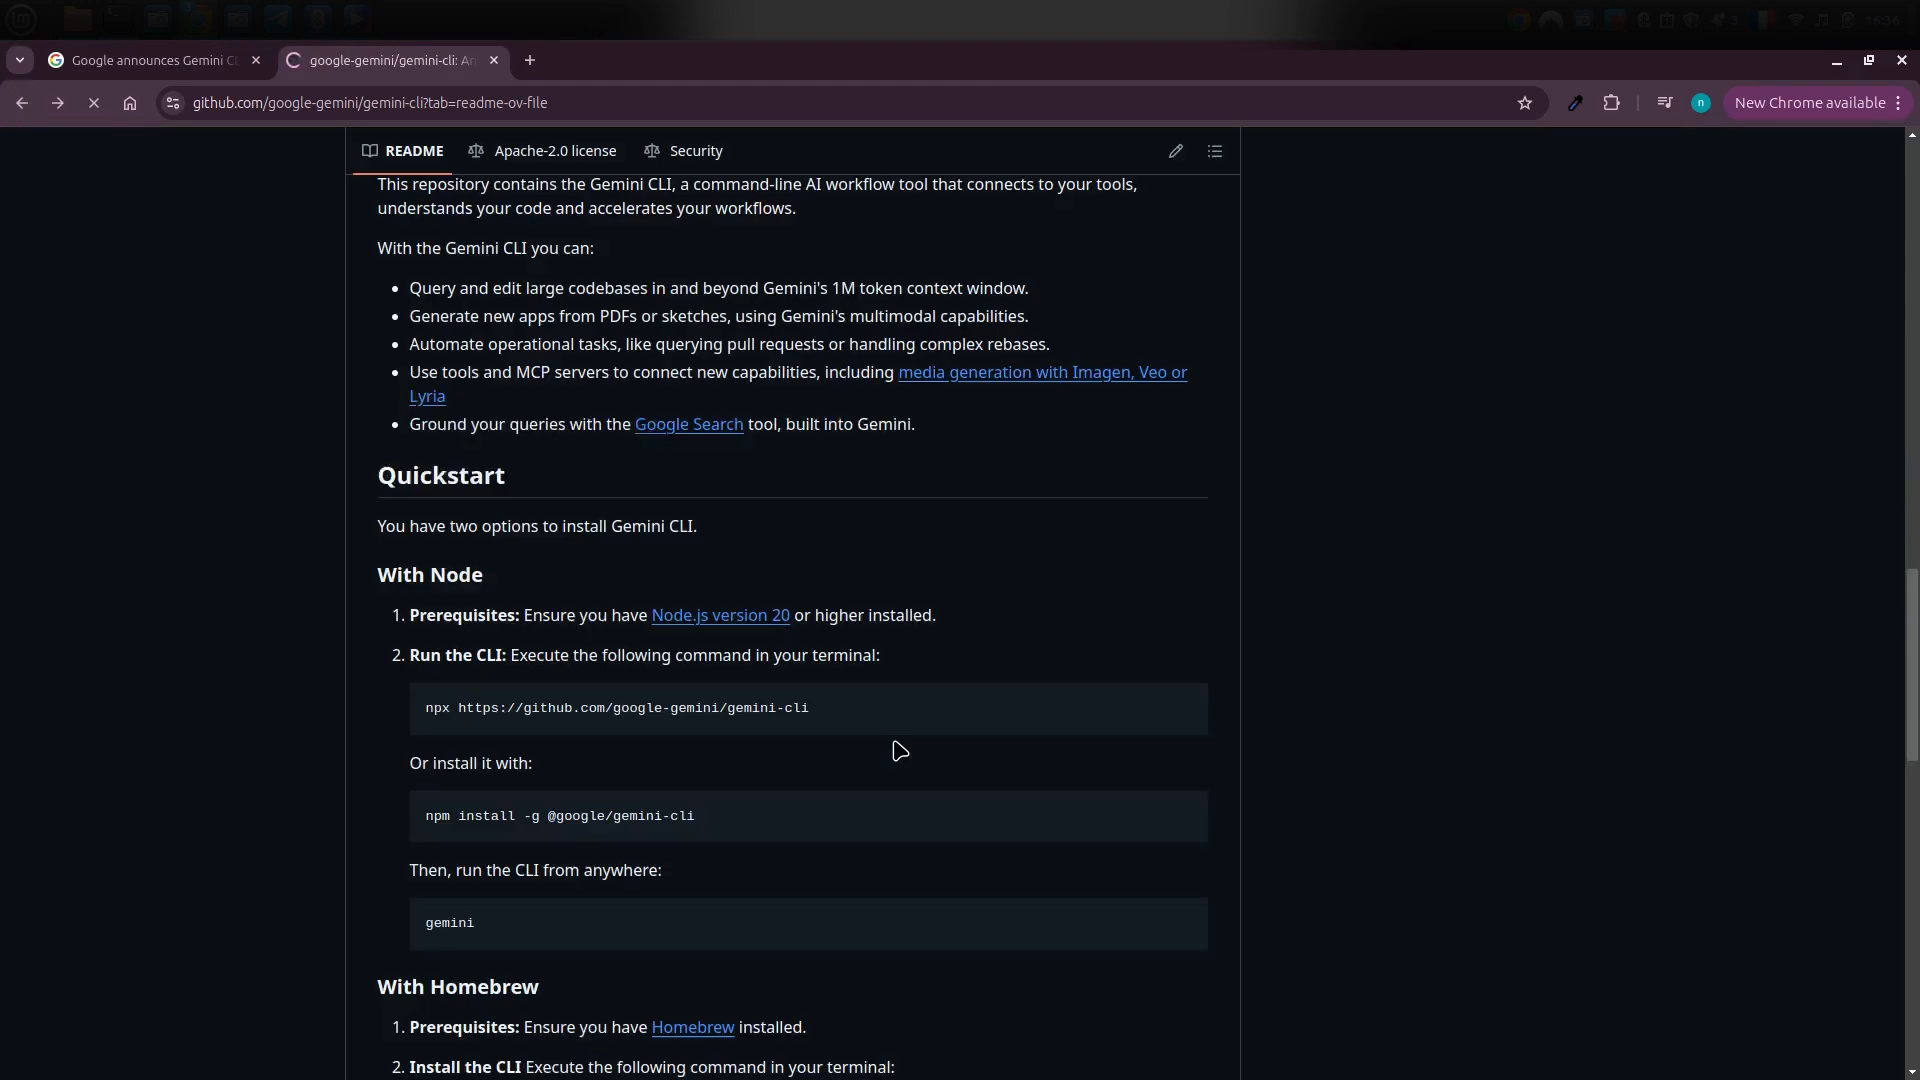 16:36
Google announces Gemini C
google-gemini/gemini-cli: An
github.com/google-gemini/gemini-cli?tab=readme-ov-file
n
New Chrome available
README
Apache-2.0 license
Security
This repository contains the Gemini CLI, a command-line AI workflow tool that connects to your tools,
understands your code and accelerates your workflows.
With the Gemini CLI you can:
• Query and edit large codebases in and beyond Gemini's 1M token context window.
• Generate new apps from PDFs or sketches, using Gemini's multimodal capabilities.
• Automate operational tasks, like querying pull requests or handling complex rebases.
• Use tools and MCP servers to connect new capabilities, including media generation with Imagen, Veo or
Lyria
• Ground your queries with the Google Search tool, built into Gemini.
Quickstart
You have two options to install Gemini CLI.
With Node
1. Prerequisites: Ensure you have Node.js version 20 or higher installed.
2. Run the CLI: Execute the following command in your terminal:
npx https://github.com/google-gemini/gemini-cli
Or install it with:
npm install -g @google/gemini-cli
Then, run the CLI from anywhere:
gemini
With Homebrew
1. Prerequisites: Ensure you have Homebrew installed.
2. Install the CLI Execute the following command in your terminal: